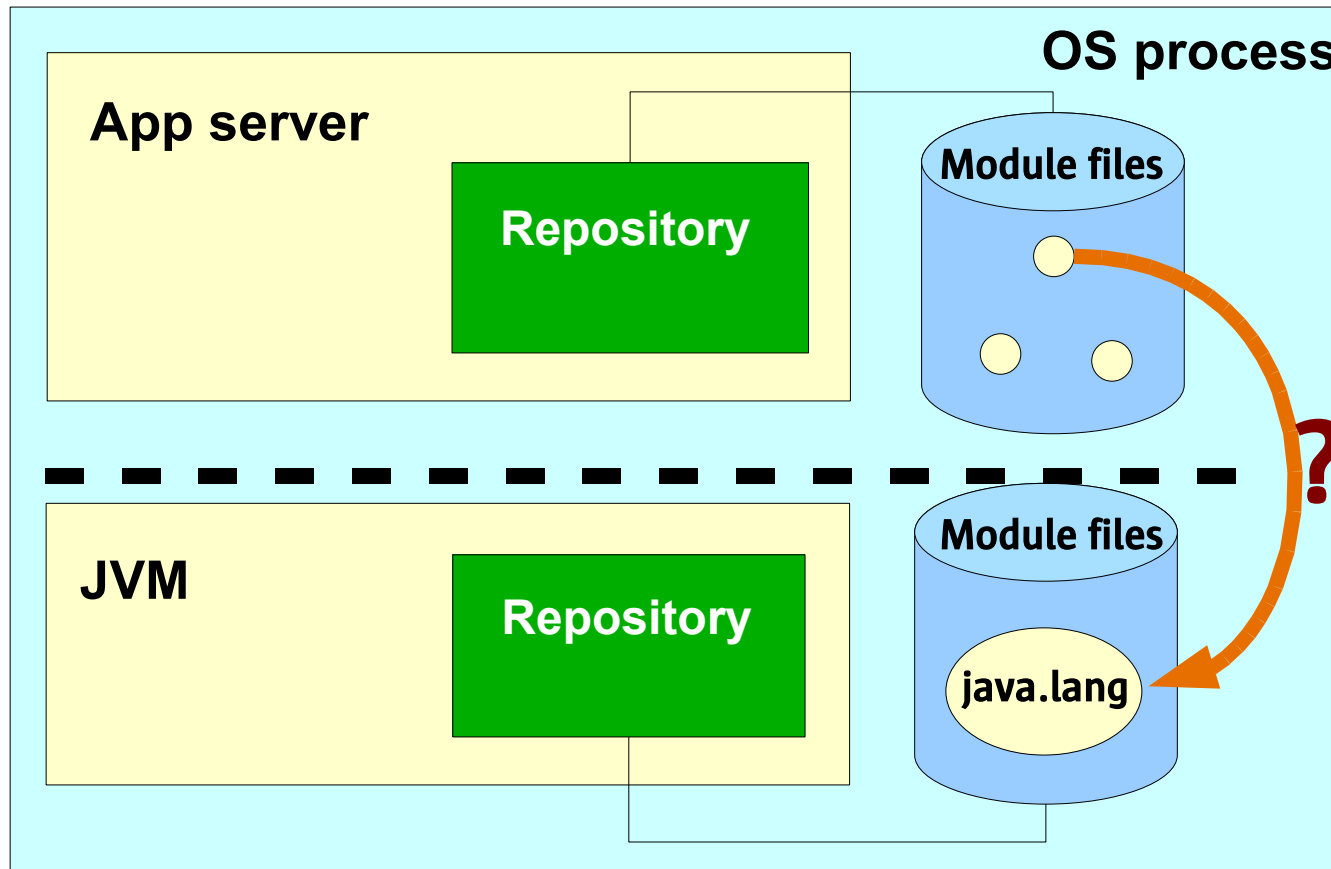 OS process
App server
Module files
Repository
?
Module files
JVM
Repository
java.lang